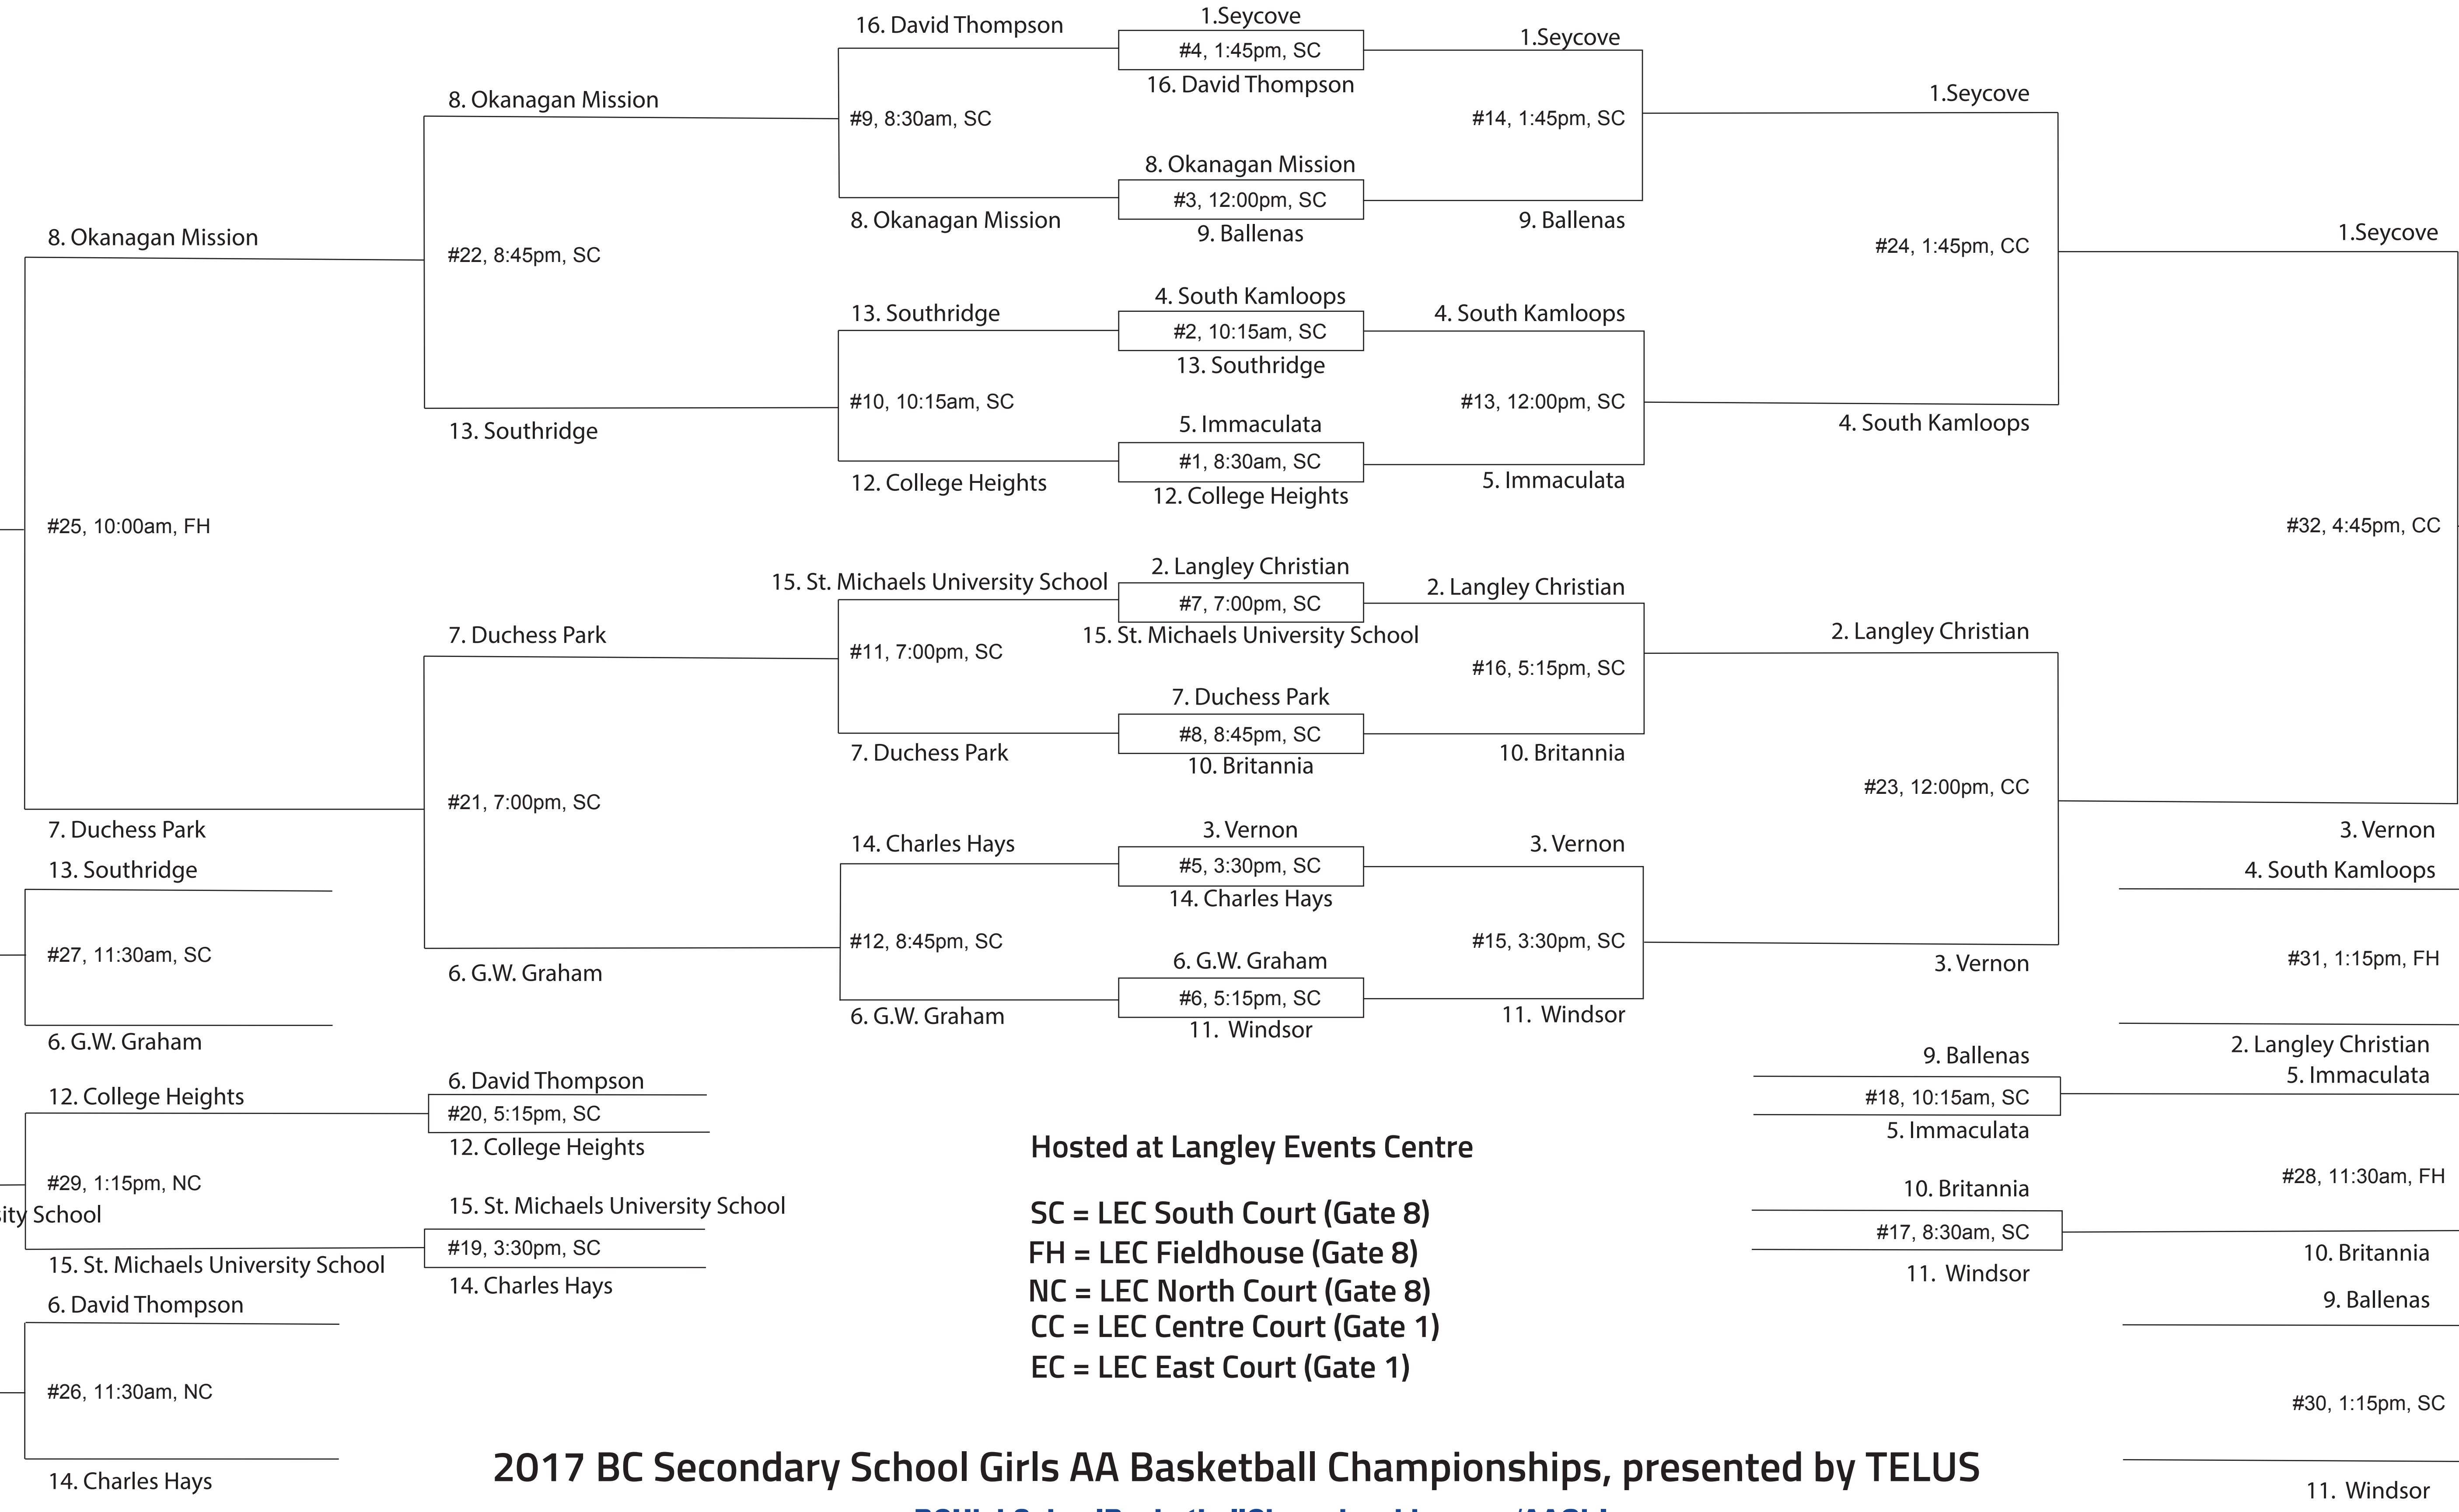 16. David Thompson
1.Seycove
#4, 1:45pm, SC
16. David Thompson
1.Seycove
8. Okanagan Mission
#9, 8:30am, SC
#14, 1:45pm, SC
1.Seycove
8. Okanagan Mission
#3, 12:00pm, SC
9. Ballenas
8. Okanagan Mission
9. Ballenas
8. Okanagan Mission
#22, 8:45pm, SC
#24, 1:45pm, CC
1.Seycove
13. Southridge
4. South Kamloops
#2, 10:15am, SC
13. Southridge
4. South Kamloops
#10, 10:15am, SC
#13, 12:00pm, SC
13. Southridge
5. Immaculata
#1, 8:30am, SC
12. College Heights
4. South Kamloops
12. College Heights
5. Immaculata
#25, 10:00am, FH
#32, 4:45pm, CC
15. St. Michaels University School
2. Langley Christian
#7, 7:00pm, SC
15. St. Michaels University School
2. Langley Christian
7. Duchess Park
#11, 7:00pm, SC
#16, 5:15pm, SC
2. Langley Christian
7. Duchess Park
#8, 8:45pm, SC
10. Britannia
7. Duchess Park
10. Britannia
#21, 7:00pm, SC
#23, 12:00pm, CC
7. Duchess Park
14. Charles Hays
3. Vernon
#5, 3:30pm, SC
14. Charles Hays
3. Vernon
3. Vernon
13. Southridge
4. South Kamloops
#27, 11:30am, SC
#12, 8:45pm, SC
#15, 3:30pm, SC
#31, 1:15pm, FH
6. G.W. Graham
6. G.W. Graham
#6, 5:15pm, SC
11. Windsor
3. Vernon
6. G.W. Graham
11. Windsor
6. G.W. Graham
2. Langley Christian
12. College Heights
6. David Thompson
#20, 5:15pm, SC
12. College Heights
9. Ballenas
#18, 10:15am, SC
5. Immaculata
5. Immaculata
#29, 1:15pm, NC
School
15. St. Michaels University School
#19, 3:30pm, SC
14. Charles Hays
10. Britannia
#17, 8:30am, SC
11. Windsor
#28, 11:30am, FH
15. St. Michaels University School
10. Britannia
6. David Thompson
9. Ballenas
#26, 11:30am, NC
#30, 1:15pm, SC
14. Charles Hays
11. Windsor
Hosted at Langley Events Centre
SC = LEC South Court (Gate 8)
FH = LEC Fieldhouse (Gate 8)
NC = LEC North Court (Gate 8)
CC = LEC Centre Court (Gate 1)
EC = LEC East Court (Gate 1)
2017 BC Secondary School Girls AA Basketball Championships, presented by TELUS